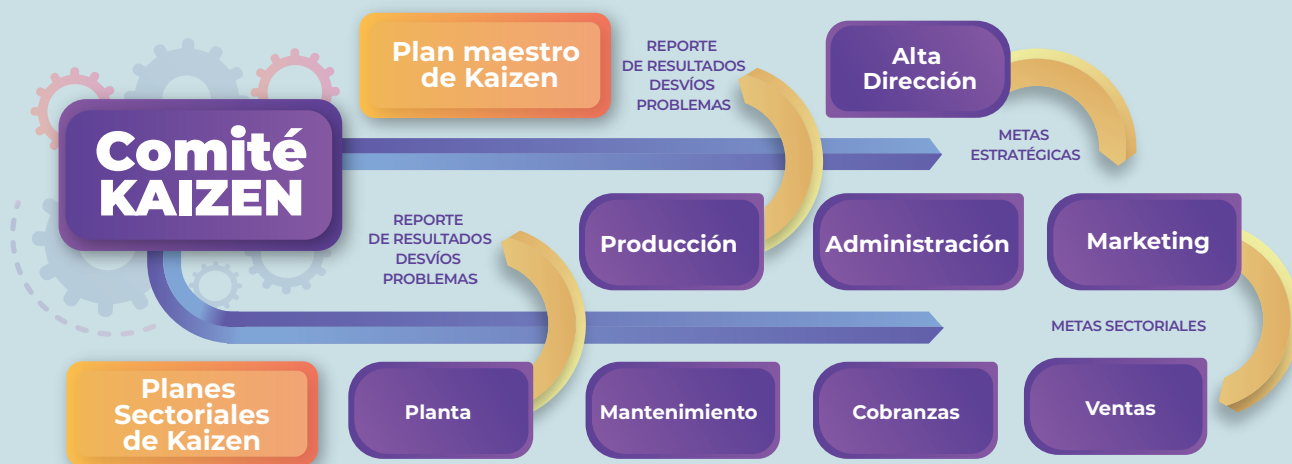 Plan maestro
de Kaizen
REPORTE
DE RESULTADOS
DESVÍOS
PROBLEMAS
Alta
Dirección
Comité
KAIZEN
METAS
ESTRATÉGICAS
REPORTE
DE RESULTADOS
DESVÍOS
PROBLEMAS
Producción
Administración
Marketing
METAS SECTORIALES
Planes
Sectoriales
de Kaizen
Planta
Mantenimiento
Cobranzas
Ventas